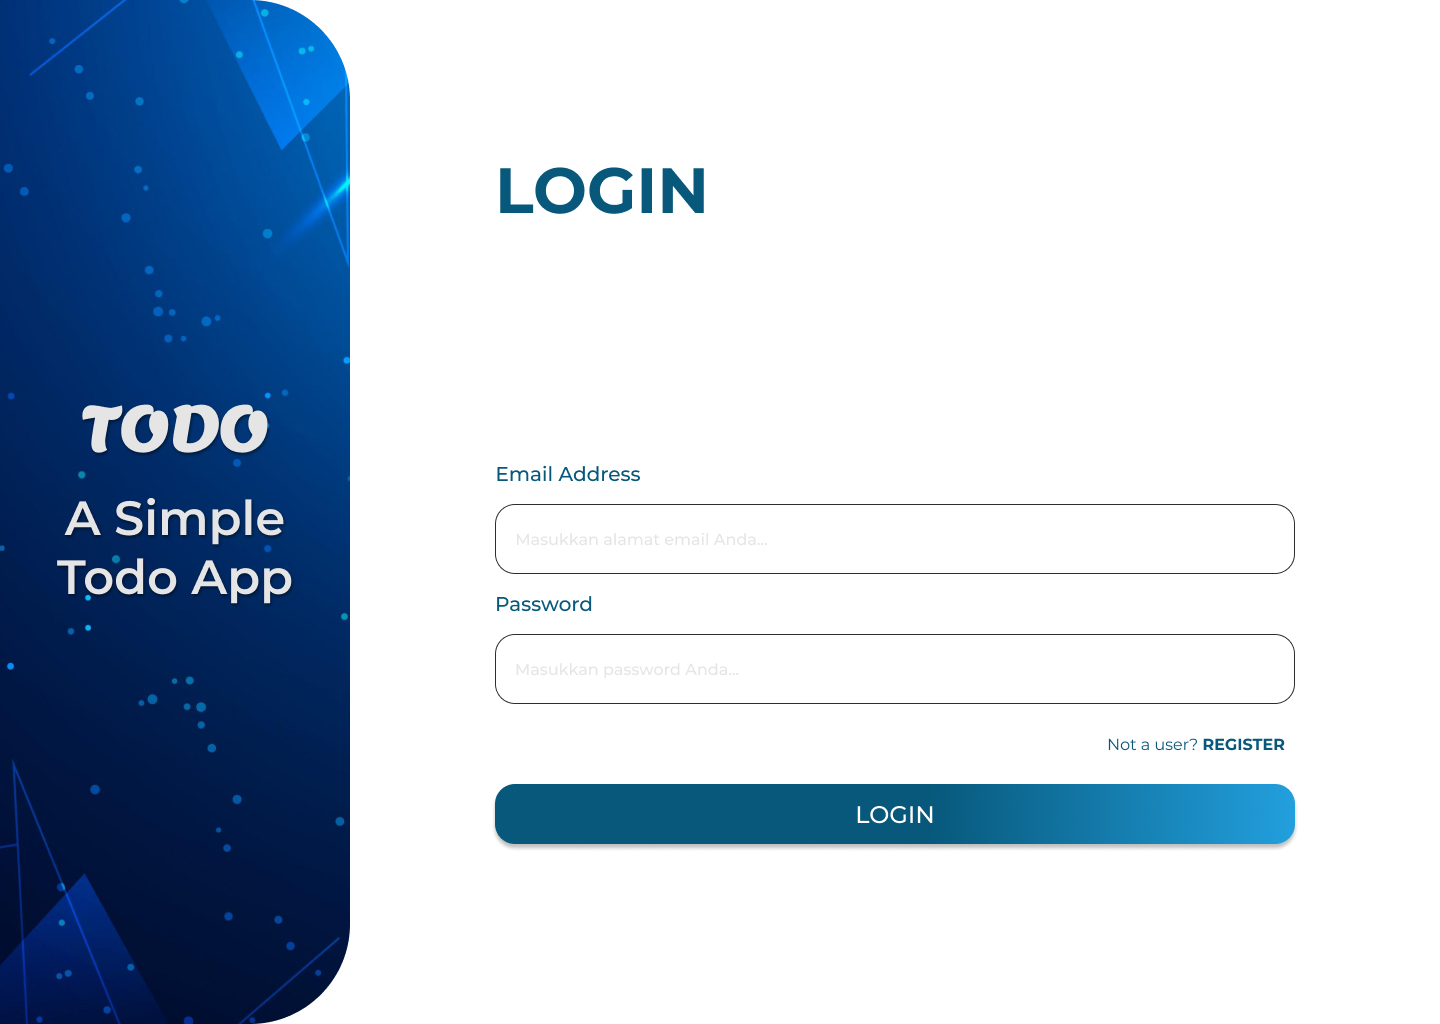 TODO
A Simple
Todo App
LOGIN
Email Address
Masukkan alamat email Anda...
Password
Masukkan password Anda...
Not a user? REGISTER
LOGIN